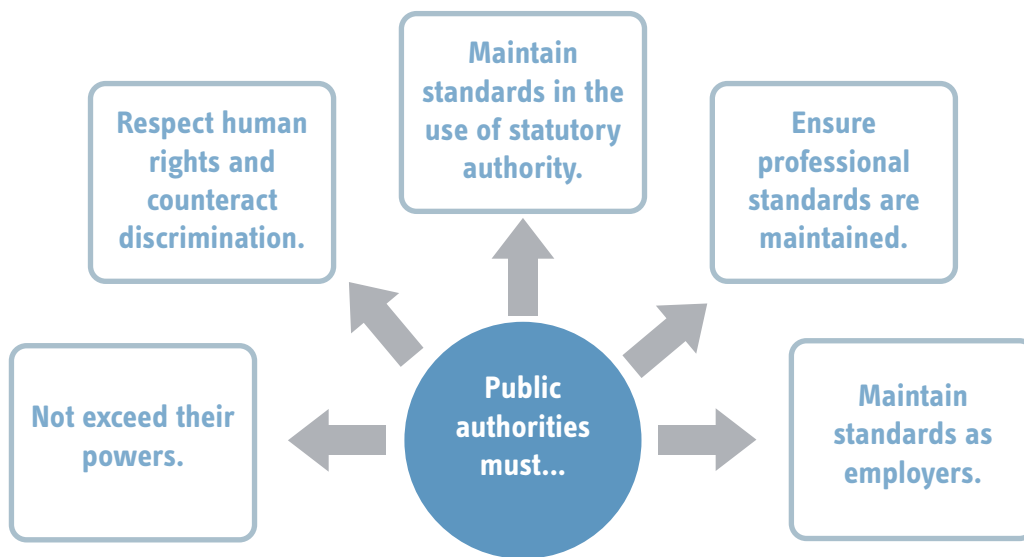 Maintain
standards in the
use of statutory
authority.
Respect human
rights and
counteract
discrimination.
Ensure
professional
standards are
maintained.
Not exceed their
powers.
Public
authorities
must...
Maintain
standards as
employers.